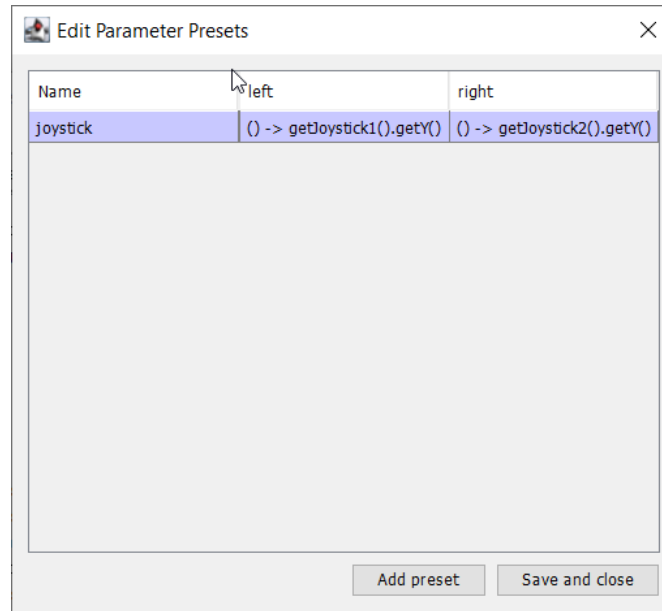 Edit Parameter Presets
Name left right
joystick () -> getJoystick1().getY() () -> getJoystick2().getY()
Add preset Save and close